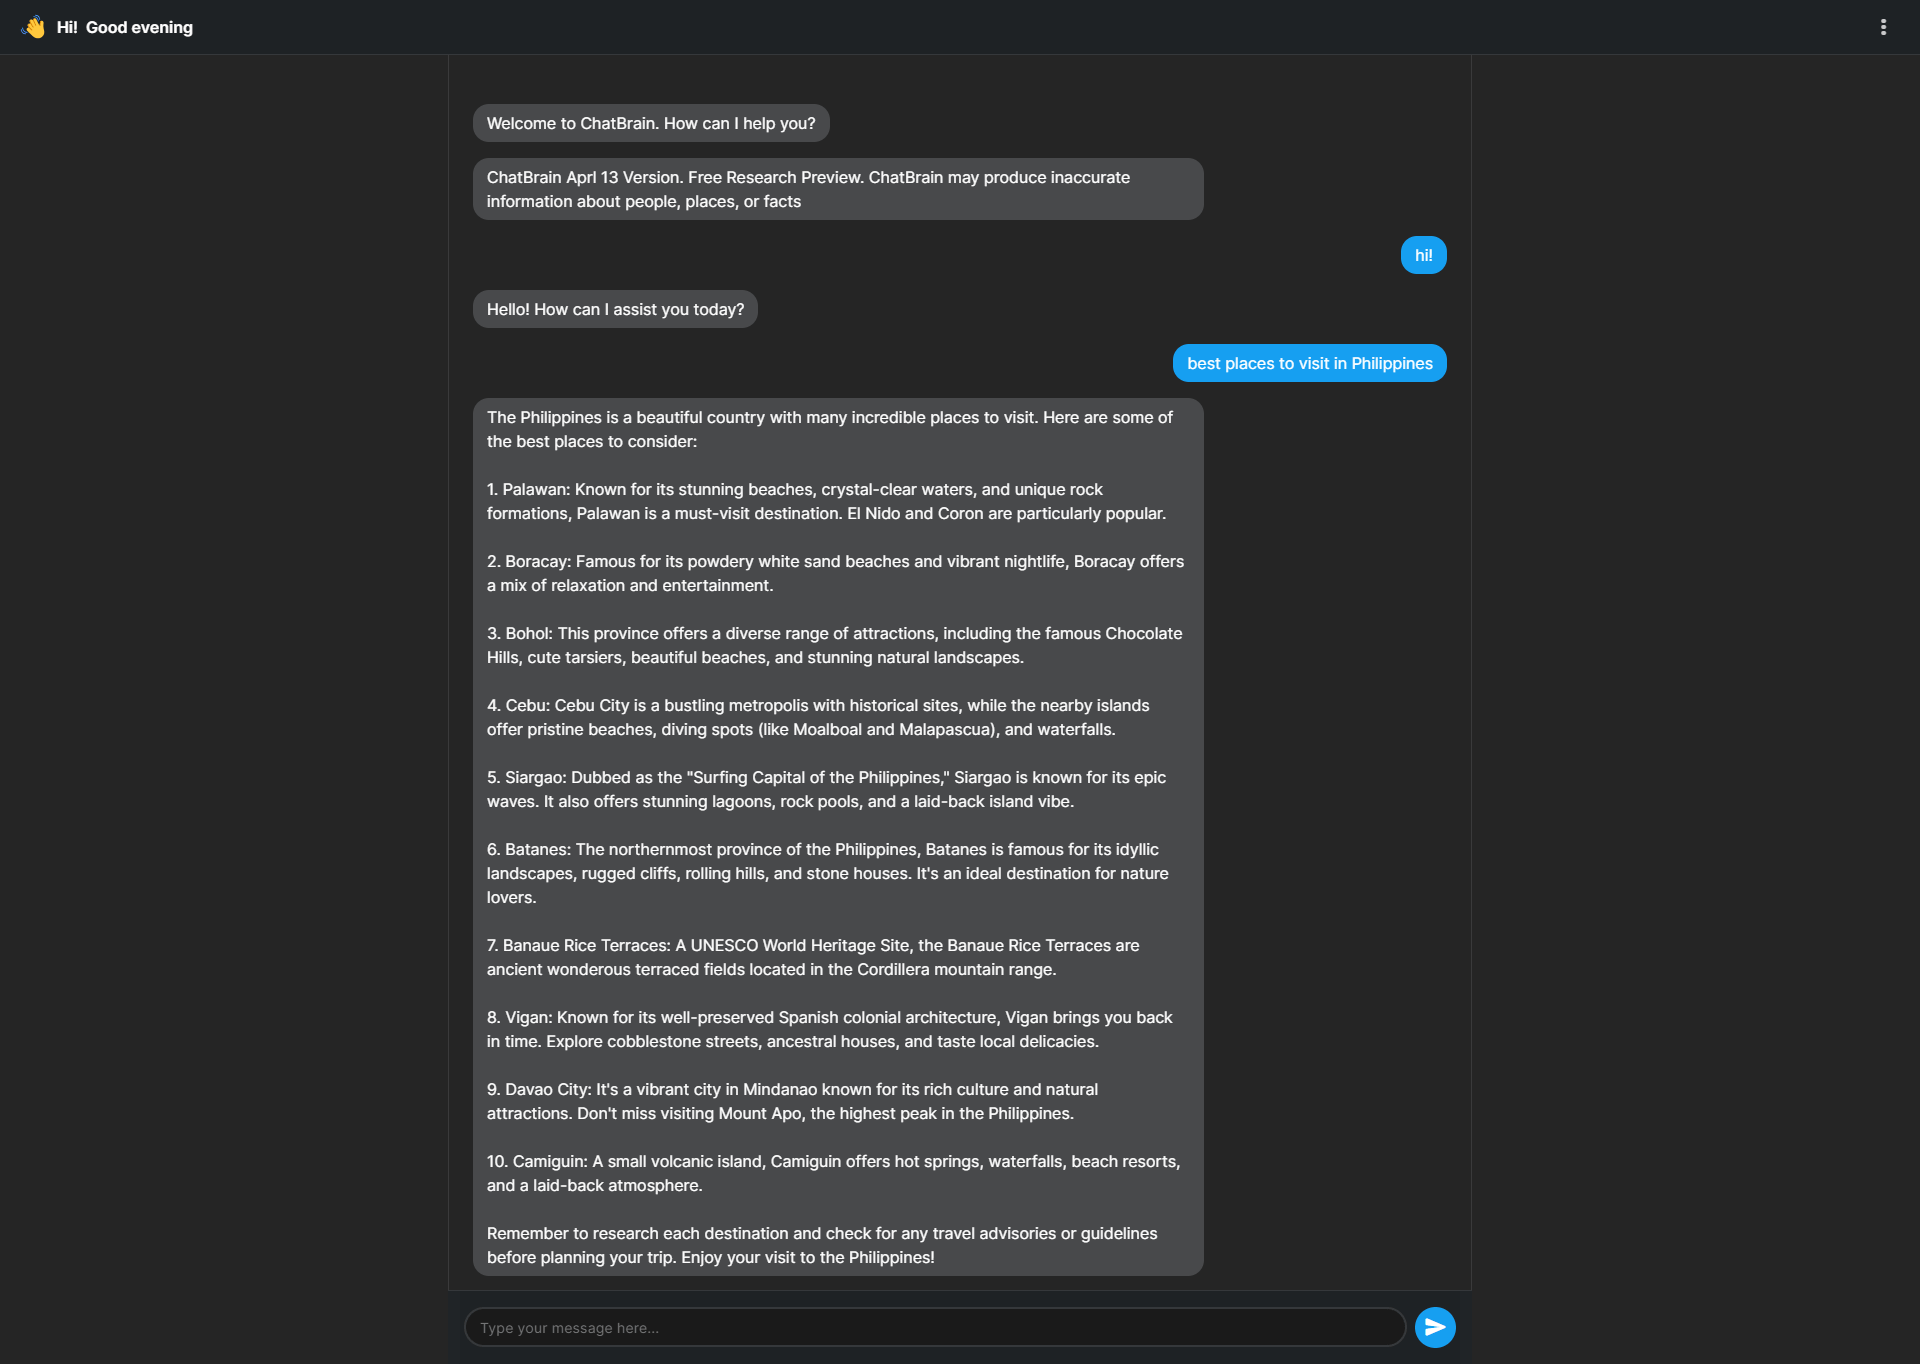 Hi! Good evening
Welcome to ChatBrain. How can I help you?
ChatBrain Aprl 13 Version. Free Research Preview. ChatBrain may produce inaccurate
information about people, places, or facts
hi!
Hello! How can I assist you today?
best places to visit in Philippines
The Philippines is a beautiful country with many incredible places to visit. Here are some of
the best places to consider:
1. Palawan: Known for its stunning beaches, crystal-clear waters, and unique rock
formations, Palawan is a must-visit destination. El Nido and Coron are particularly popular.
2. Boracay: Famous for its powdery white sand beaches and vibrant nightlife, Boracay offers
a mix of relaxation and entertainment.
3. Bohol: This province offers a diverse range of attractions, including the famous Chocolate
Hills, cute tarsiers, beautiful beaches, and stunning natural landscapes.
4. Cebu: Cebu City is a bustling metropolis with historical sites, while the nearby islands
offer pristine beaches, diving spots (like Moalboal and Malapascua), and waterfalls.
5. Siargao: Dubbed as the "Surfing Capital of the Philippines," Siargao is known for its epic
waves. It also offers stunning lagoons, rock pools, and a laid-back island vibe.
6. Batanes: The northernmost province of the Philippines, Batanes is famous for its idyllic
landscapes, rugged cliffs, rolling hills, and stone houses. It's an ideal destination for nature
lovers.
7. Banaue Rice Terraces: A UNESCO World Heritage Site, the Banaue Rice Terraces are
ancient wonderous terraced fields located in the Cordillera mountain range.
8. Vigan: Known for its well-preserved Spanish colonial architecture, Vigan brings you back
in time. Explore cobblestone streets, ancestral houses, and taste local delicacies.
9. Davao City: It's a vibrant city in Mindanao known for its rich culture and natural
attractions. Don't miss visiting Mount Apo, the highest peak in the Philippines.
10. Camiguin: A small volcanic island, Camiguin offers hot springs, waterfalls, beach resorts,
and a laid-back atmosphere.
Remember to research each destination and check for any travel advisories or guidelines
before planning your trip. Enjoy your visit to the Philippines!
Type your message here...